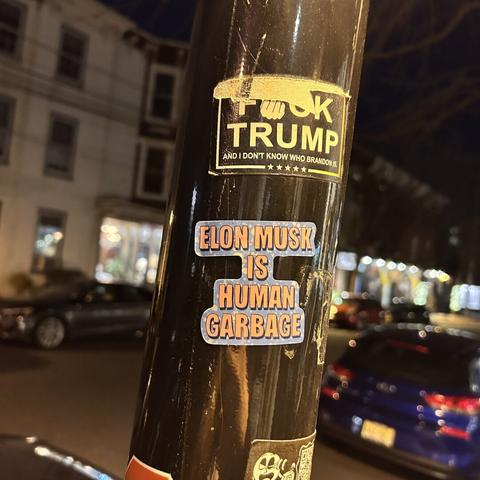 F CK
TRUMP
AND I DON'T KNOW WHO BRANDON IS.
ELON MUSK
IS
HUMAN
GARBAGE